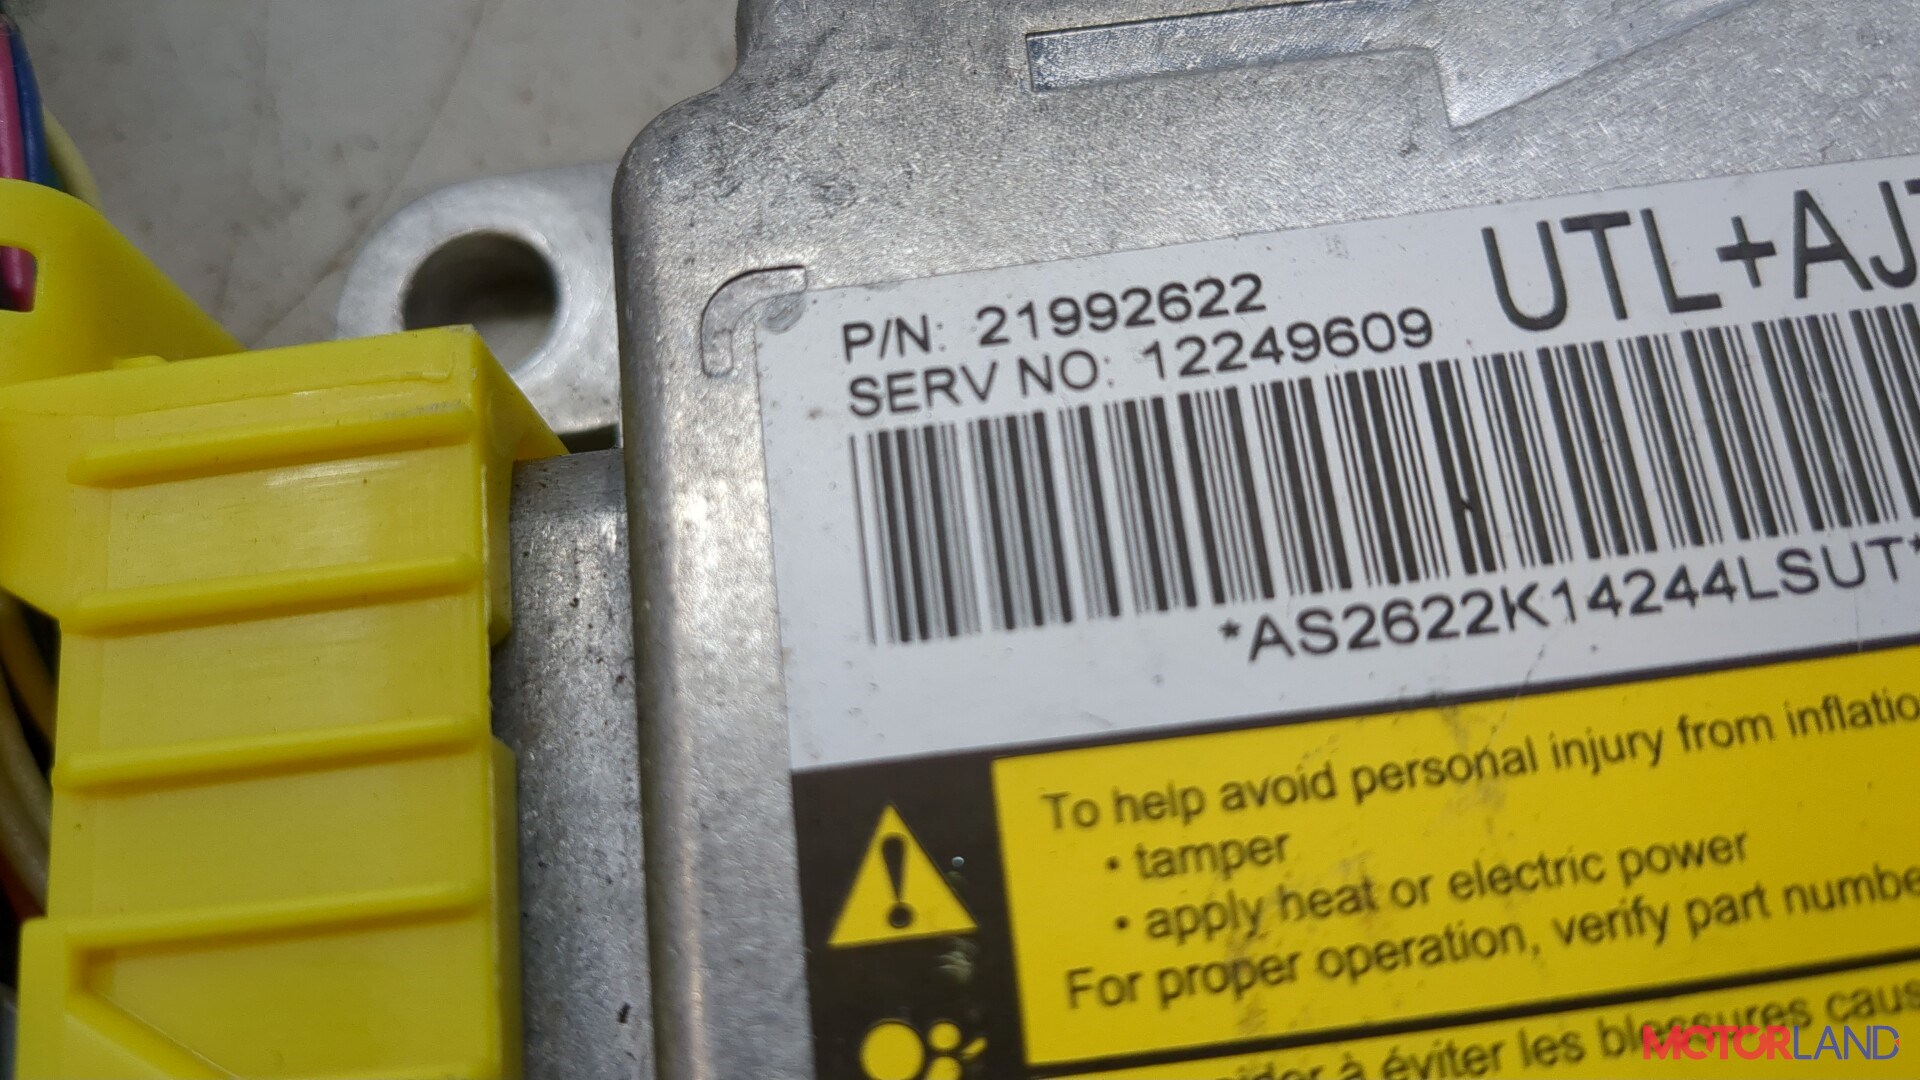 P/N: 21992622
SERV NO: 12249609
UTL+AJ
*AS2622K14244LSUT*
To help avoid personal injury from inflatio
• tamper
• apply heat or electric power
For proper operation, verify part numbe
à éviter les blessures caus
MOTORLAND